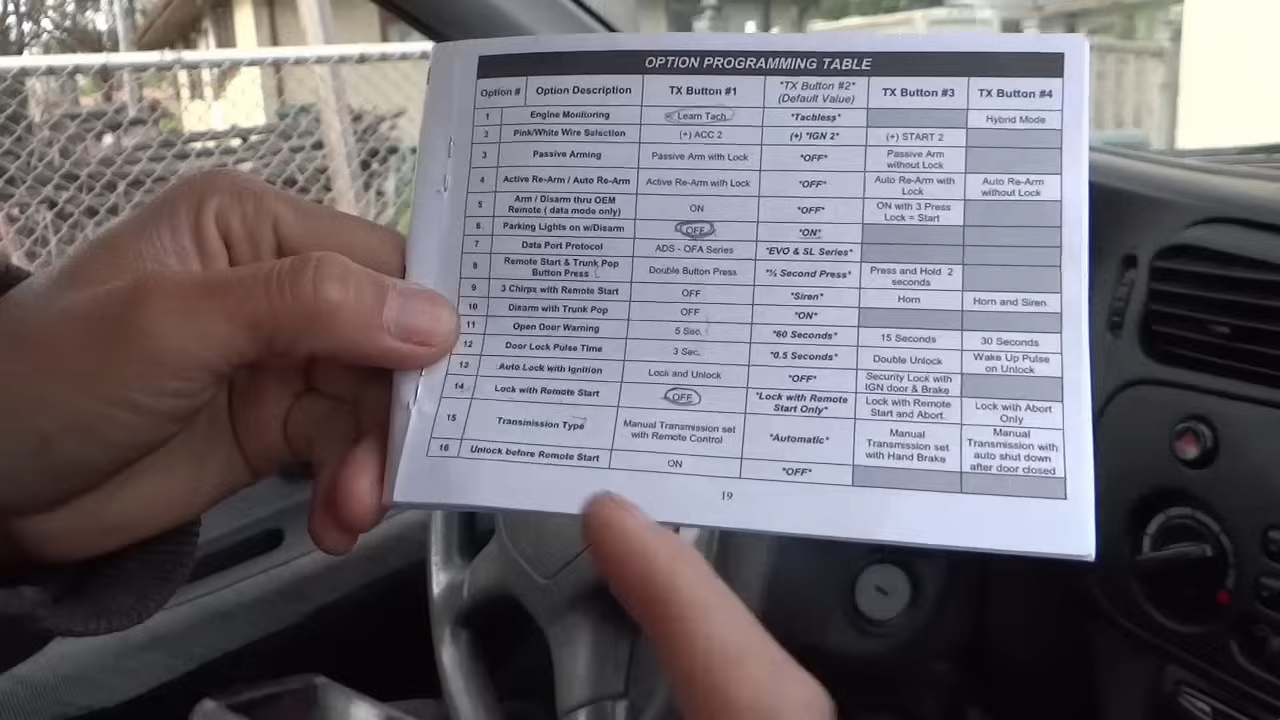 OPTION PROGRAMMING TABLE
Option # Option Description TX Button #1 *TX Button #2* (Default Value) TX Button #3 TX Button #4
1 Engine Monitoring Learn Tach *Tachless* Hybrid Mode
2 Pink/White Wire Selection (+) ACC 2 (+) *IGN 2* (+) START 2
3 Passive Arming Passive Arm with Lock *OFF* Passive Arm without Lock
4 Active Re-Arm / Auto Re-Arm Active Re-Arm with Lock *OFF* Auto Re-Arm with Lock Auto Re-Arm without Lock
5 Arm / Disarm thru OEM Remote ( data mode only) ON *OFF* ON with 3 Press Lock = Start
6 Parking Lights on w/Disarm OFF *ON*
7 Data Port Protocol ADS - OFA Series *EVO & SL Series*
8 Remote Start & Trunk Pop Button Press Double Button Press *½ Second Press* Press and Hold 2 seconds
9 3 Chirps with Remote Start OFF *Siren* Horn Horn and Siren
10 Disarm with Trunk Pop OFF *ON*
11 Open Door Warning 5 Sec. *60 Seconds* 15 Seconds 30 Seconds
12 Door Lock Pulse Time 3 Sec. *0.5 Seconds* Double Unlock Wake Up Pulse on Unlock
13 Auto Lock with Ignition Lock and Unlock *OFF* Security Lock with IGN door & Brake
14 Lock with Remote Start OFF *Lock with Remote Start Only* Lock with Remote Start and Abort. Lock with Abort Only
15 Transmission Type Manual Transmission set with Remote Control *Automatic* Manual Transmission set with Hand Brake Manual Transmission with auto shut down after door closed
16 Unlock before Remote Start ON *OFF*
19